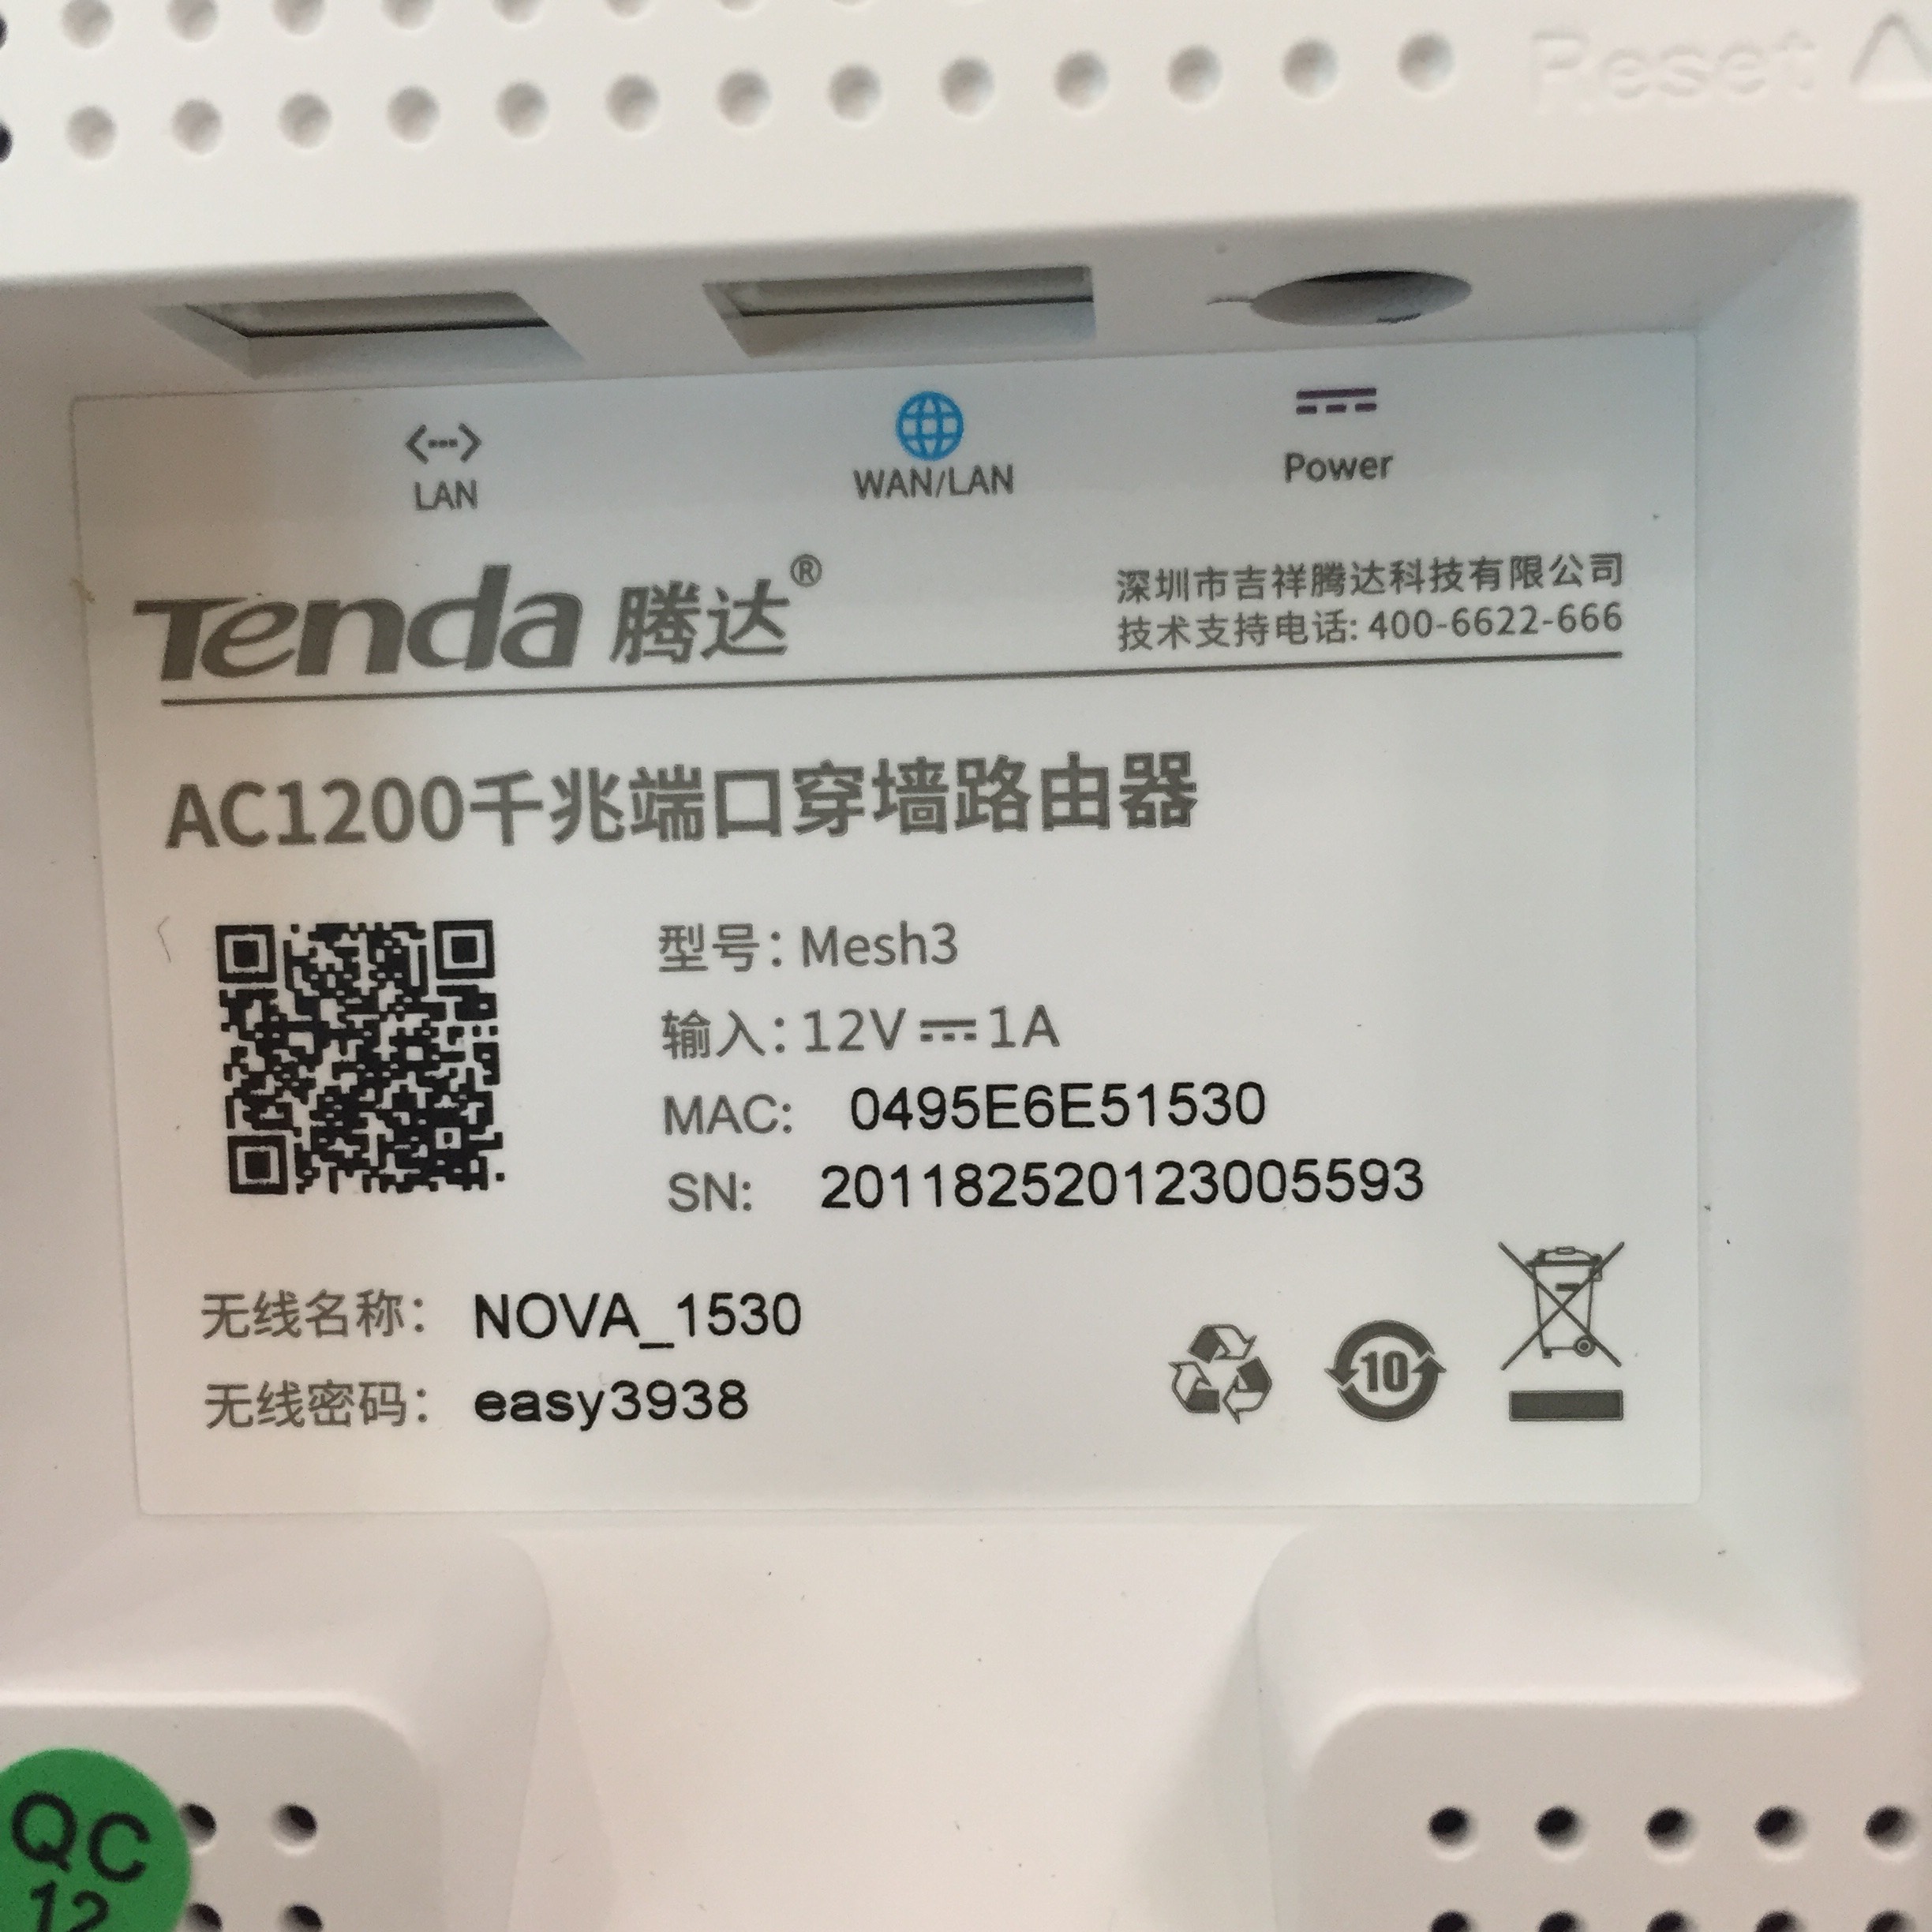 Reset
LAN
WAN/LAN
Power
Tenda 腾达®
深圳市吉祥腾达科技有限公司
技术支持电话: 400-6622-666
AC1200千兆端口穿墙路由器
型号: Mesh3
输入: 12V⎓1A
MAC: 0495E6E51530
SN: 201182520123005593
无线名称: NOVA_1530
无线密码: easy3938
10
QC
12